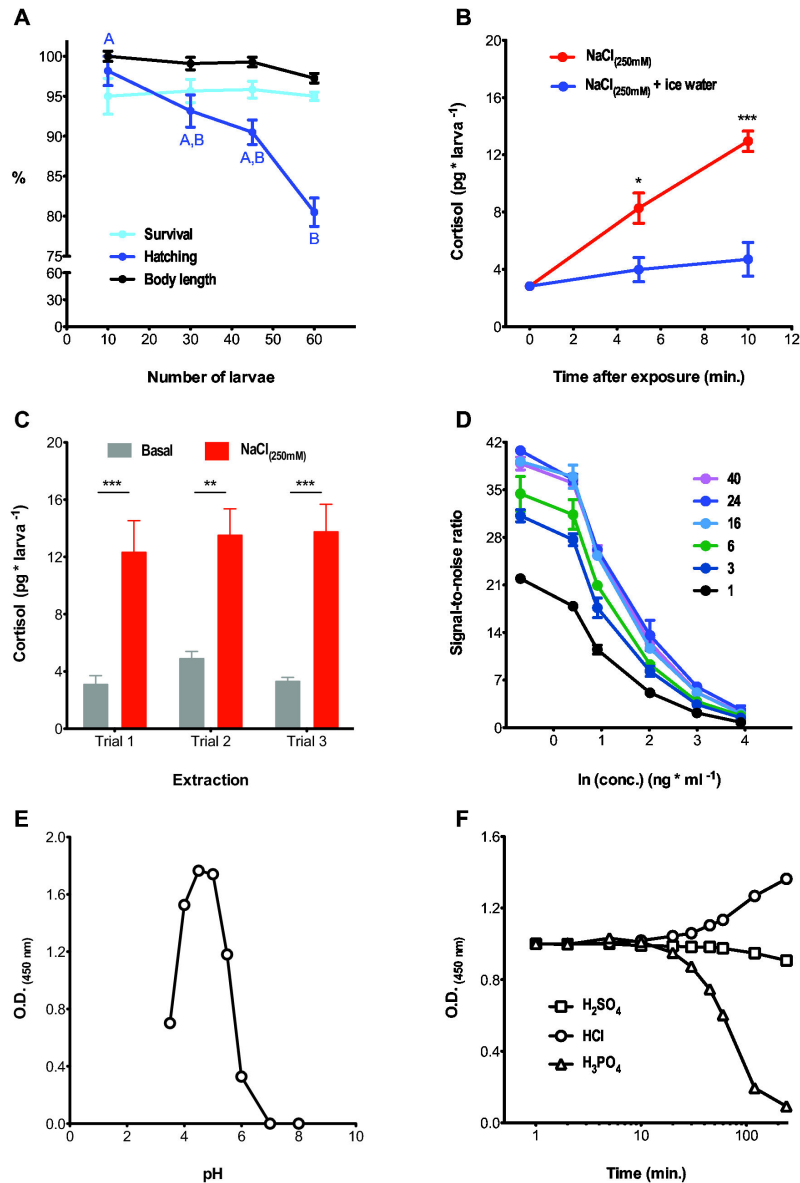 A
100
95
90
85
80
75
60
45
30
15
0
%
A
A,B
A,B
B
Survival
Hatching
Body length
0 10 20 30 40 50 60
Number of larvae
B
20
16
12
8
4
0
Cortisol (pg * larva -1)
NaCl(250mM)
NaCl(250mM) + ice water
*
***
0 2 4 6 8 10 12
Time after exposure (min.)
C
20
16
12
8
4
0
Cortisol (pg * larva -1)
Basal
NaCl(250mM)
***
**
***
Trial 1 Trial 2 Trial 3
Extraction
D
42
35
28
21
14
7
0
Signal-to-noise ratio
40
24
16
6
3
1
0 1 2 3 4
ln (conc.) (ng * ml -1)
E
2.0
1.6
1.2
0.8
0.4
0.0
O.D. (450 nm)
0 2 4 6 8 10
pH
F
1.6
1.2
0.8
0.4
0.0
O.D. (450 nm)
H2SO4
HCl
H3PO4
1 10 100
Time (min.)